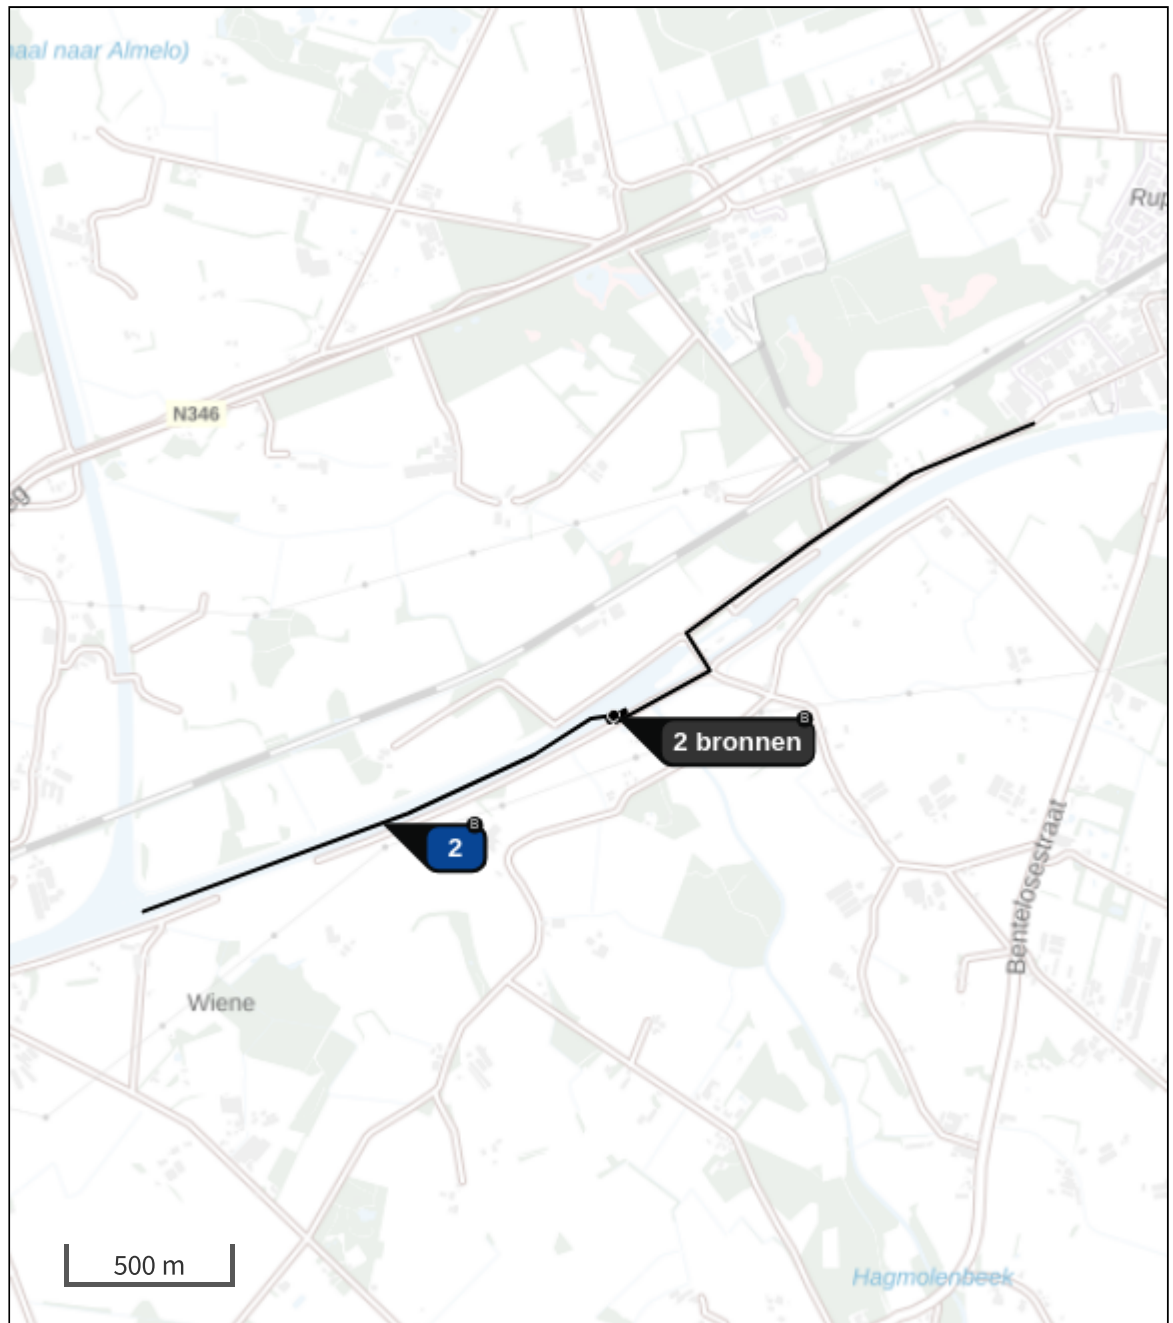 aal naar Almelo)
Rup
N346
2 bronnen
B
B
2
Bentelosestraat
Wiene
500 m
Hagmolenbeek